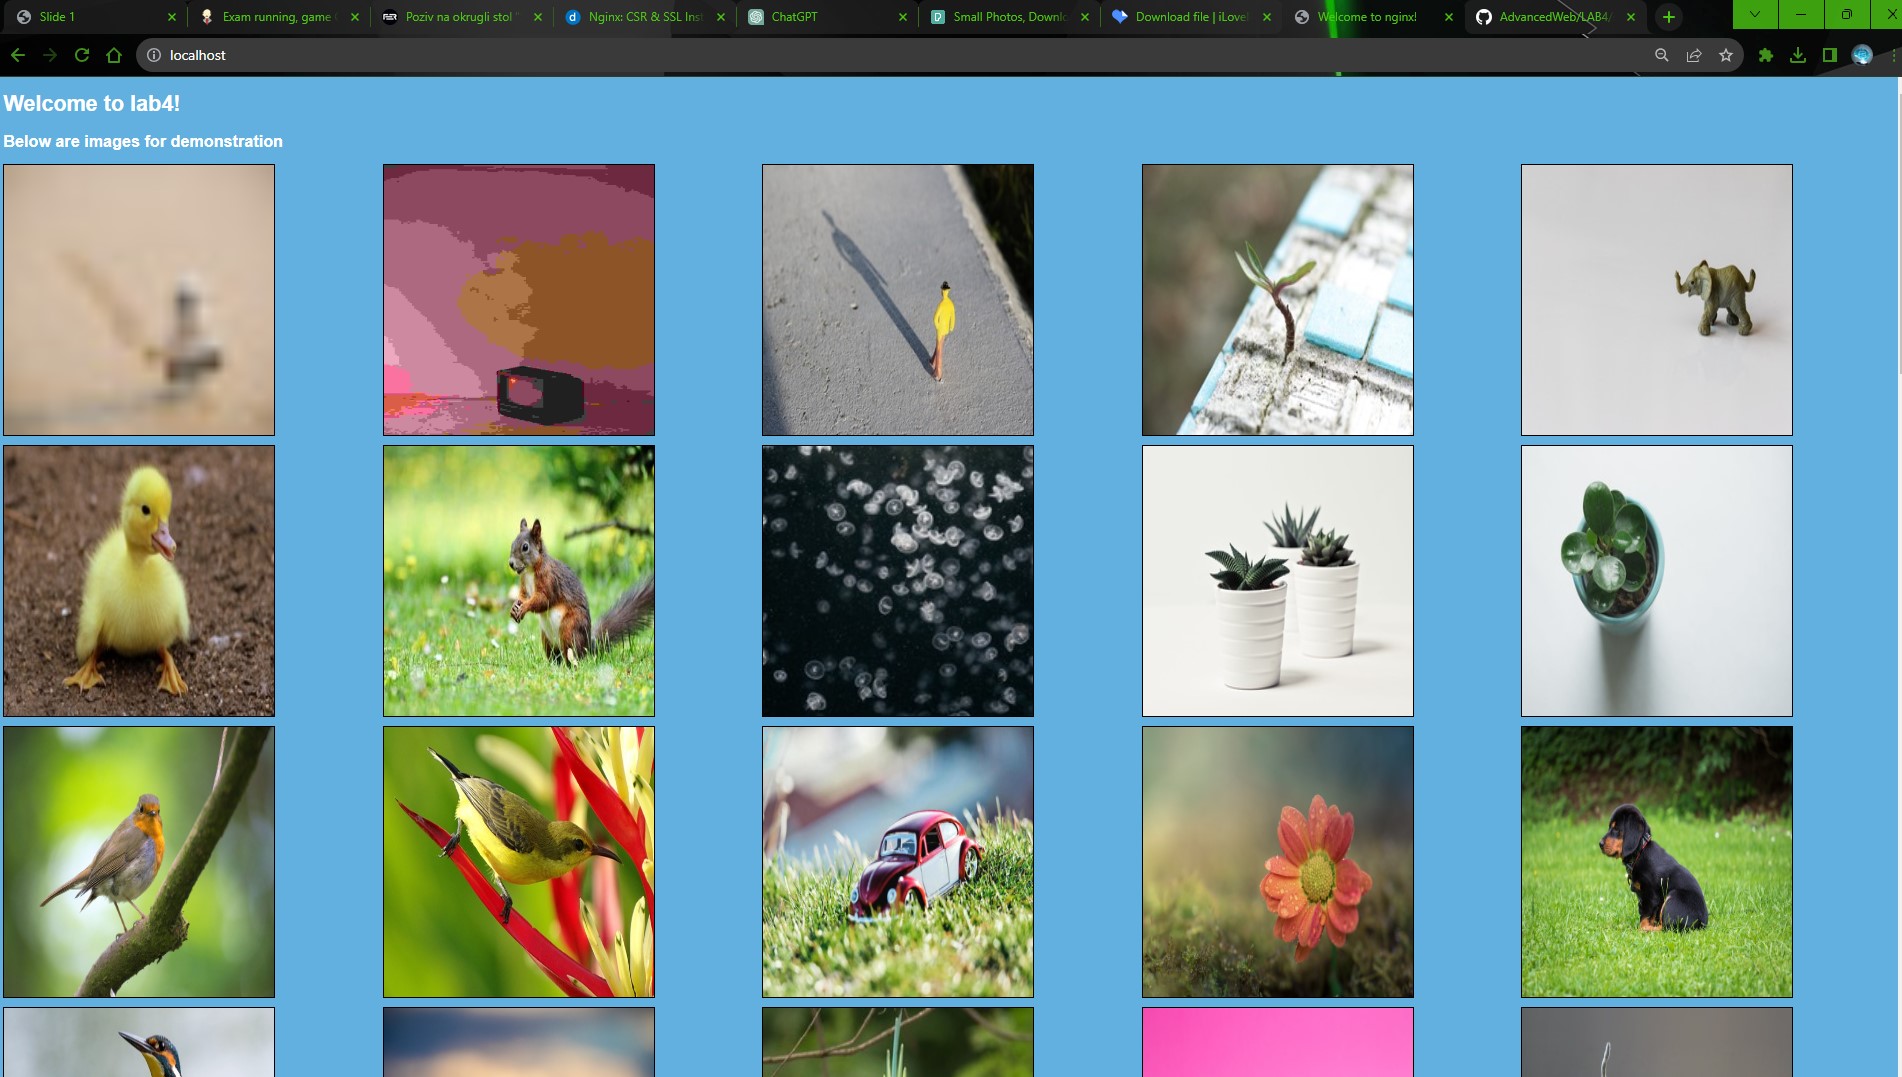 Slide 1
Exam running, game
Poziv na okrugli stol "
Nginx: CSR & SSL Inst
ChatGPT
Small Photos, Downlo
Download file | iLove
Welcome to nginx!
AdvancedWeb/LAB4/
localhost
Welcome to lab4!
Below are images for demonstration